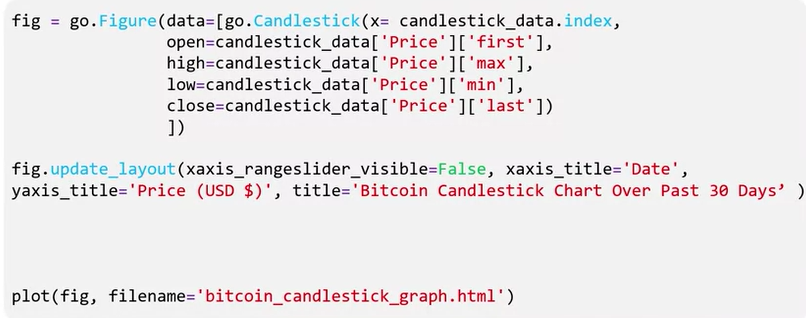 fig = go.Figure(data=[go.Candlestick(x= candlestick_data.index,
open=candlestick_data['Price']['first'],
high=candlestick_data['Price']['max'],
low=candlestick_data['Price']['min'],
close=candlestick_data['Price']['last'])
])
fig.update_layout(xaxis_rangeslider_visible=False, xaxis_title='Date',
yaxis_title='Price (USD $)', title='Bitcoin Candlestick Chart Over Past 30 Days’ )
plot(fig, filename='bitcoin_candlestick_graph.html')